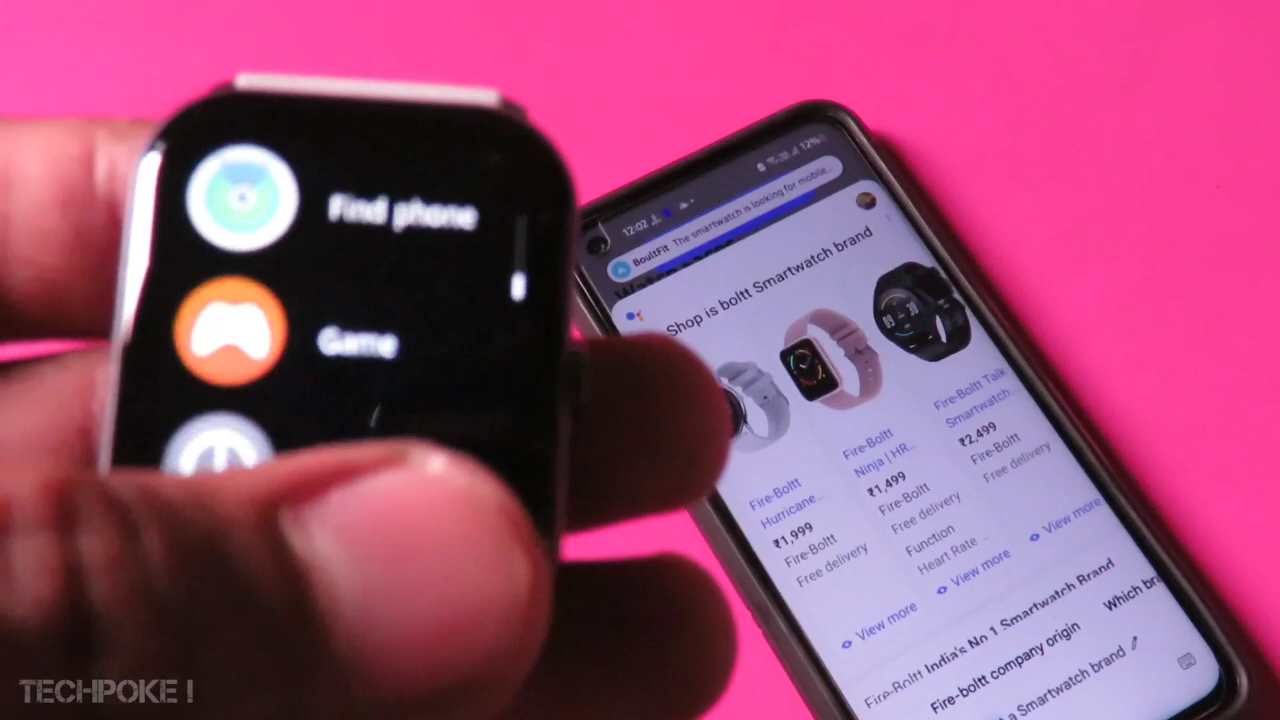 Find phone
Game
12:02
12%
BoultFit The smartwatch is looking for mobile...
Shop is boltt Smartwatch brand
Fire-Boltt
Hurricane...
₹1,999
Fire-Boltt
Free delivery
View more
Fire-Boltt
Ninja | HR...
₹1,499
Fire-Boltt
Free delivery
Function
Heart Rate ...
View more
Fire-Boltt Talk
Smartwatch...
₹2,499
Fire-Boltt
Free delivery
View more
Fire-Boltt India's No 1 Smartwatch Brand
Fire-boltt company origin
Which bra
a Smartwatch brand
TECHPOKE !